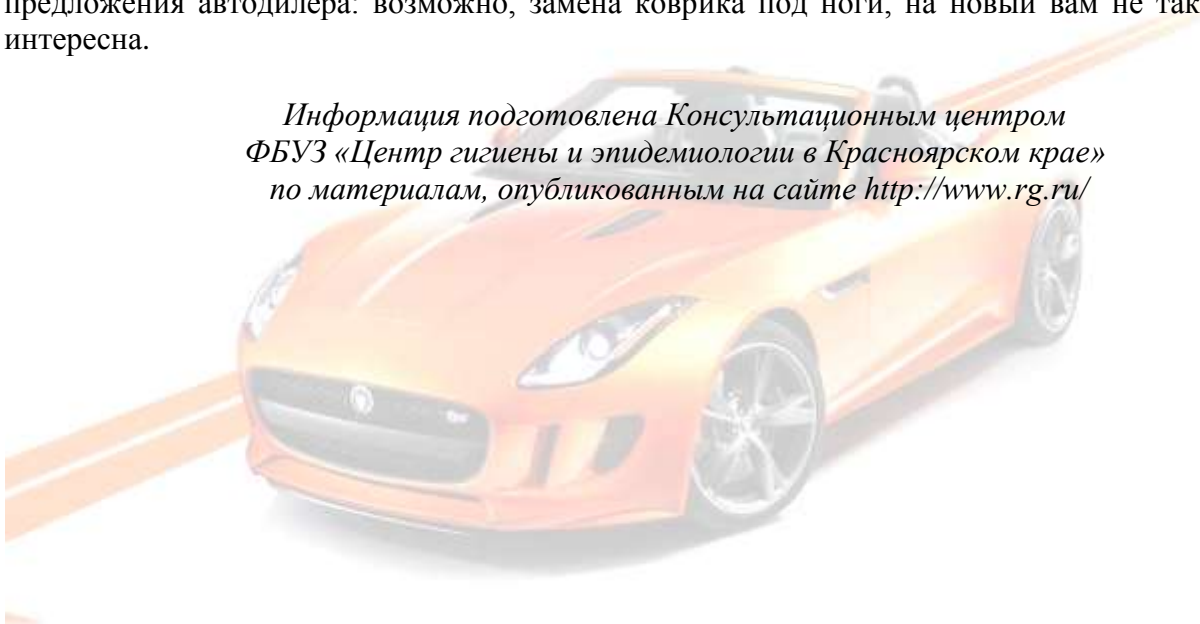 предложения автодилера: возможно, замена коврика под ноги, на новый вам не так
интересна.
Информация подготовлена Консультационным центром
ФБУЗ «Центр гигиены и эпидемиологии в Красноярском крае»
по материалам, опубликованным на сайте http://www.rg.ru/